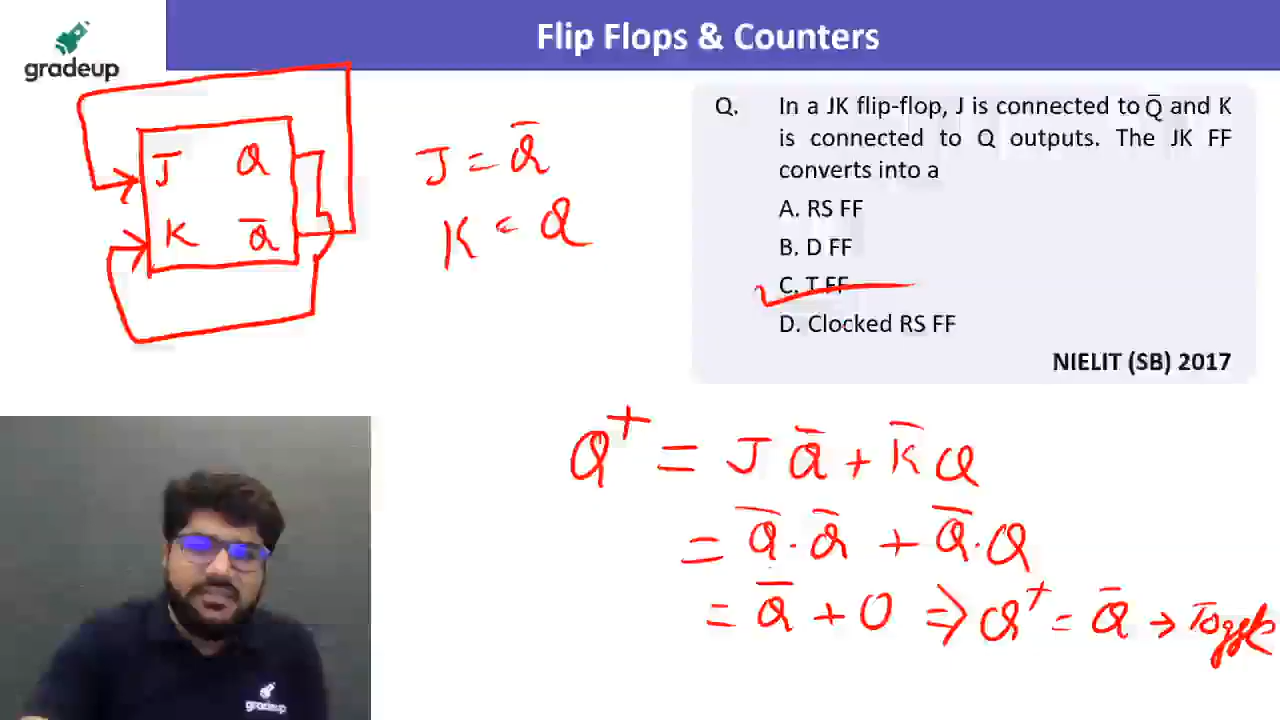 Flip Flops & Counters
gradeup
Q. In a JK flip-flop, J is connected to Q̅ and K
is connected to Q outputs. The JK FF
converts into a
A. RS FF
B. D FF
C. T FF
D. Clocked RS FF
NIELIT (SB) 2017
J Q
K Q̅
J = Q̅
K = Q
Q⁺ = J Q̅ + K̅ Q
= Q̅ . Q̅ + Q̅ . Q
= Q̅ + 0 ⇒ Q⁺ = Q̅ → Toggle
gradeup